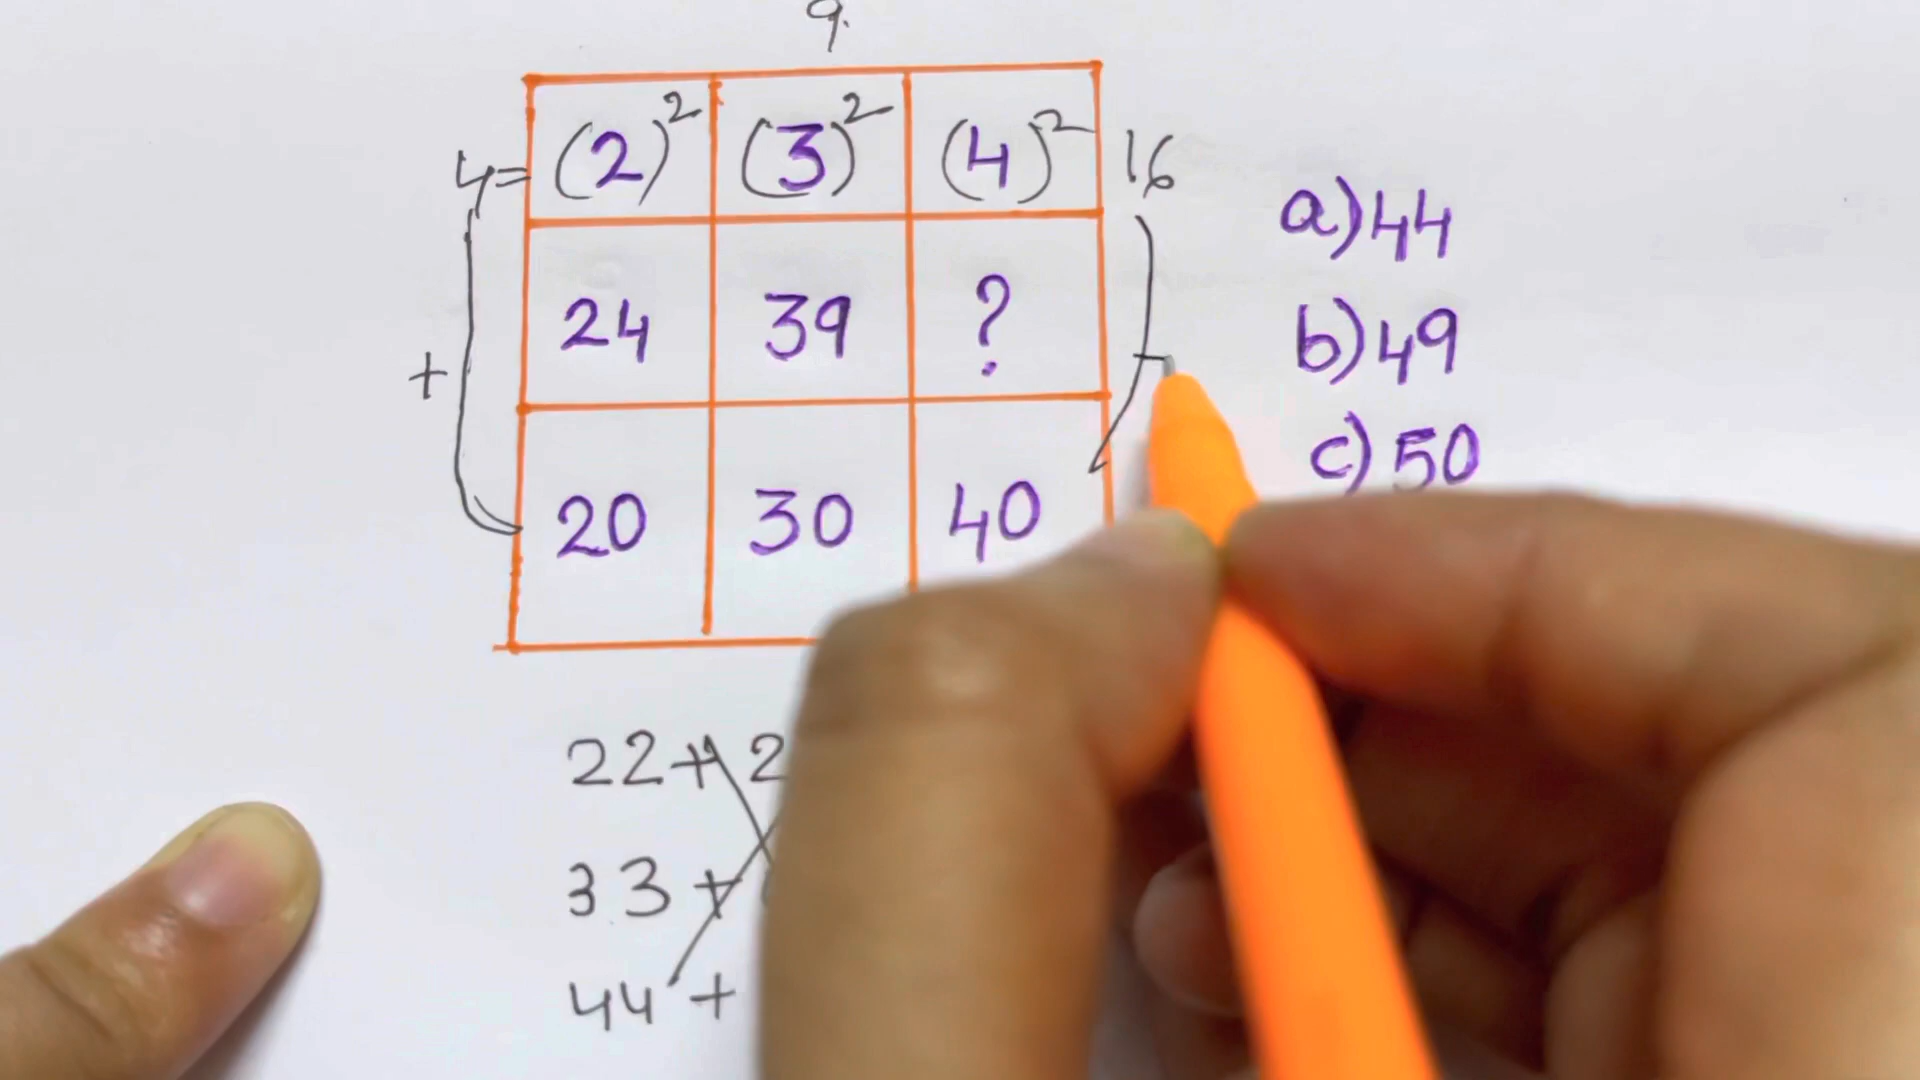 9
4= (2)² (3)² (4)² 16
24 39 ?
+
20 30 40
a) 44
b) 49
c) 50
22+ 2
33 +
44 +